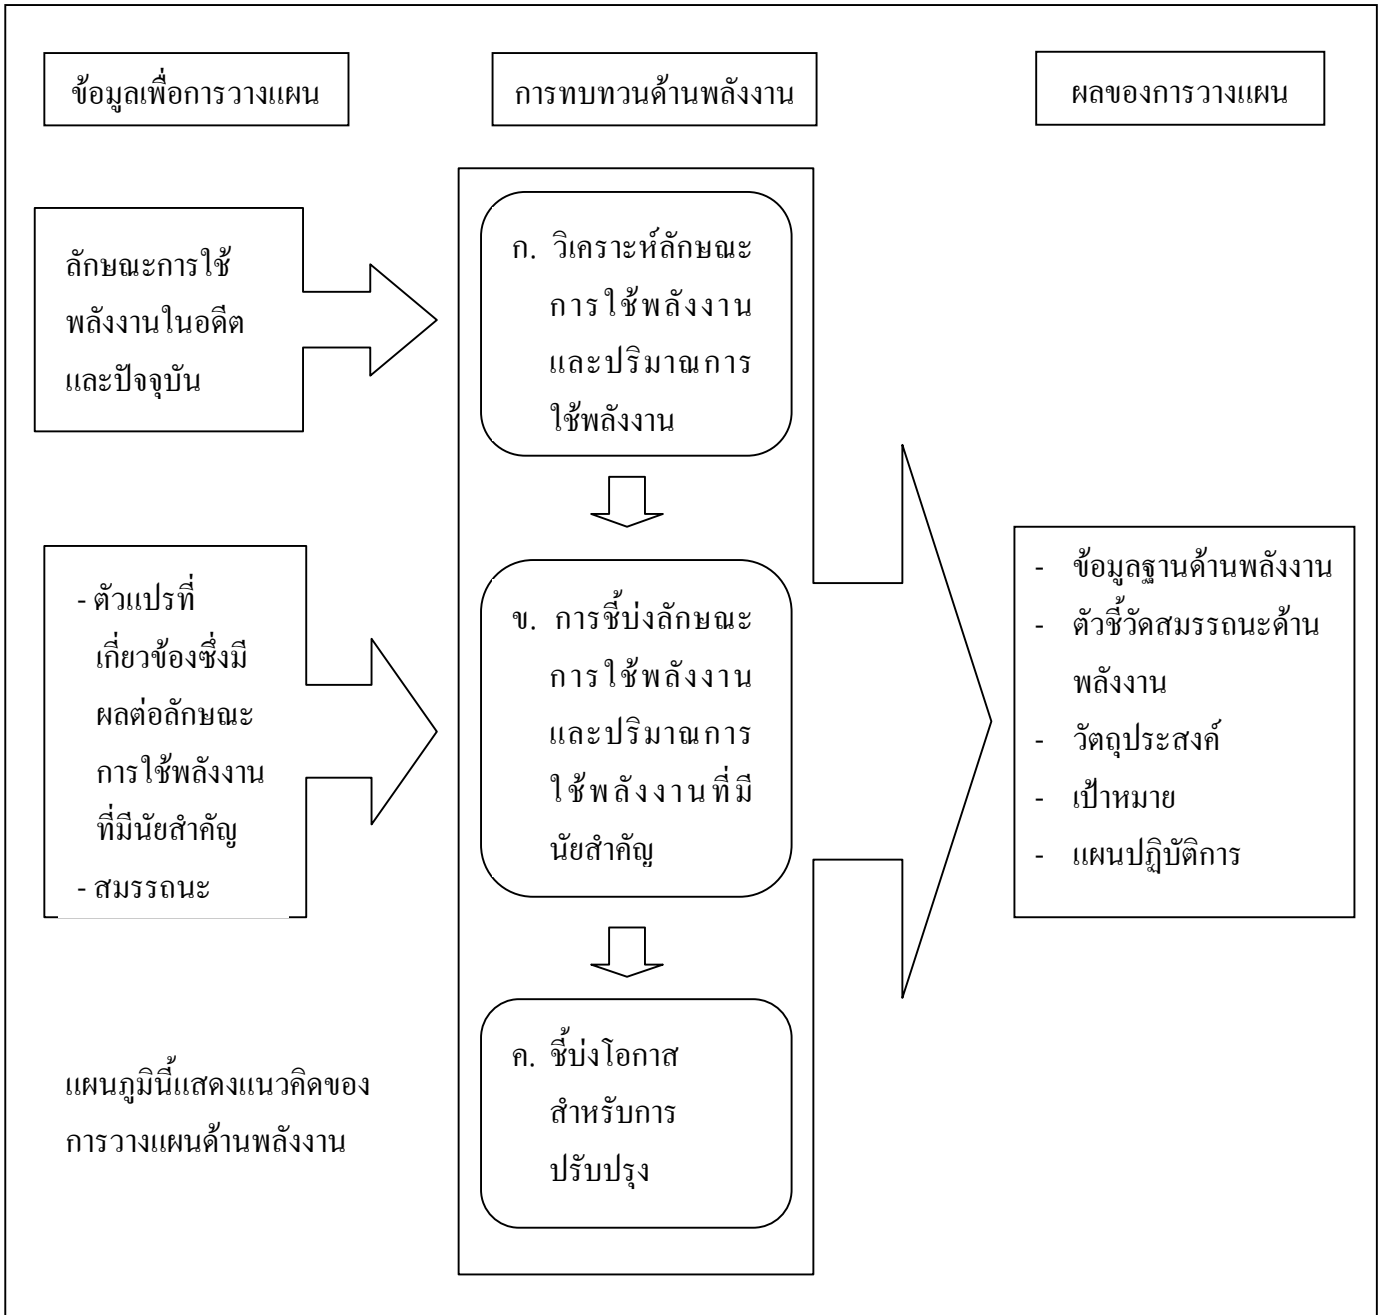 ข้อมูลเพื่อการวางแผน
การทบทวนด้านพลังงาน
ผลของการวางแผน
ลักษณะการใช้
พลังงานในอดีต
และปัจจุบัน
- ตัวแปรที่
เกี่ยวข้องซึ่งมี
ผลต่อลักษณะ
การใช้พลังงาน
ที่มีนัยสำคัญ
- สมรรถนะ
แผนภูมินี้แสดงแนวคิดของ
การวางแผนด้านพลังงาน
ก. วิเคราะห์ลักษณะ
การใช้พลังงาน
และปริมาณการ
ใช้พลังงาน
ข. การชี้บ่งลักษณะ
การใช้พลังงาน
และปริมาณการ
ใช้พลังงานที่มี
นัยสำคัญ
ค. ชี้บ่งโอกาส
สำหรับการ
ปรับปรุง
- ข้อมูลฐานด้านพลังงาน
- ตัวชี้วัดสมรรถนะด้าน
พลังงาน
- วัตถุประสงค์
- เป้าหมาย
- แผนปฏิบัติการ